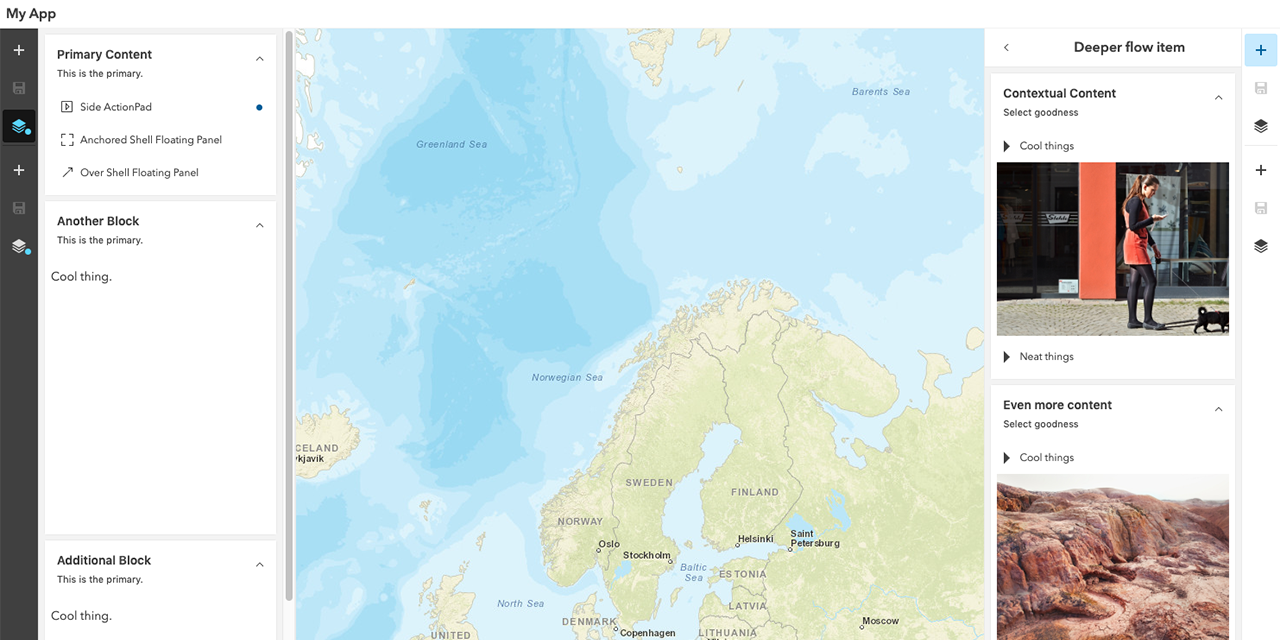 My App
Primary Content
This is the primary.
Side ActionPad
Anchored Shell Floating Panel
Over Shell Floating Panel
Another Block
This is the primary.
Cool thing.
Additional Block
This is the primary.
Cool thing.
Barents Sea
Greenland Sea
Norwegian Sea
CELAND
ykjavik
SWEDEN
FINLAND
NORWAY
Oslo
Helsinki
Saint
Petersburg
Stockholm
Baltic
Sea
ESTONIA
North Sea
LATVIA
DENMARK
Moscow
Copenhagen
LITHUANIA
UNITED
Deeper flow item
Contextual Content
Select goodness
Cool things
Neat things
Even more content
Select goodness
Cool things